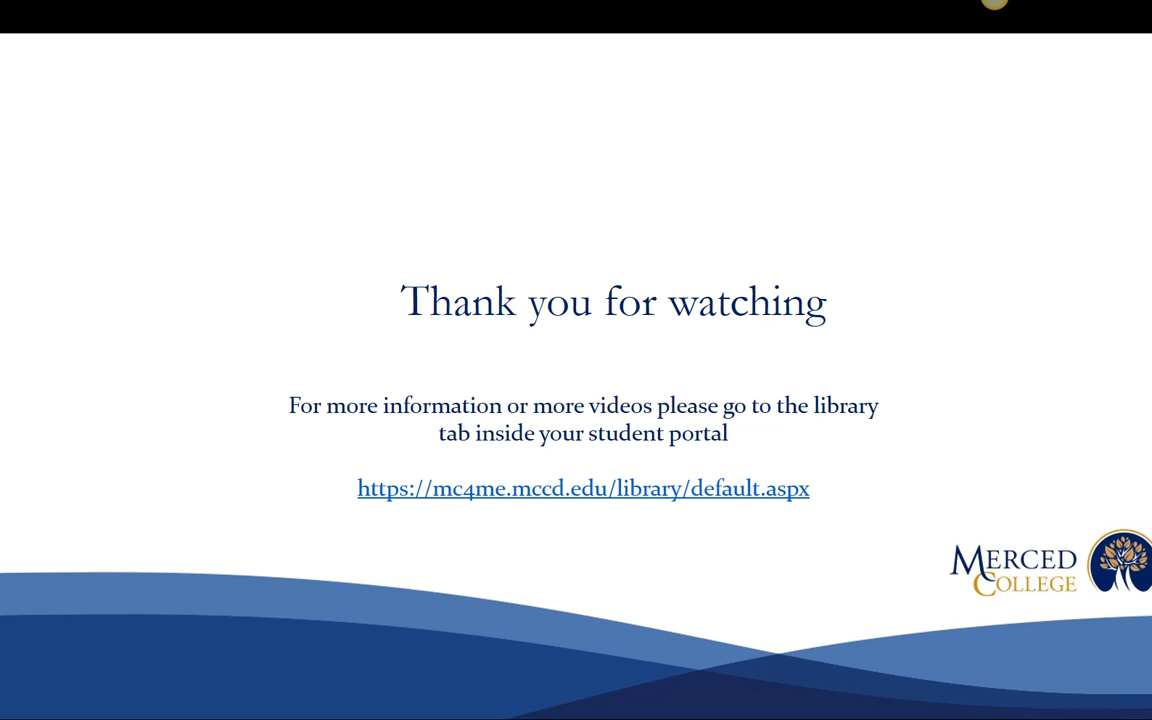 Thank you for watching
For more information or more videos please go to the library
tab inside your student portal
https://mc4me.mccd.edu/library/default.aspx
MERCED
COLLEGE